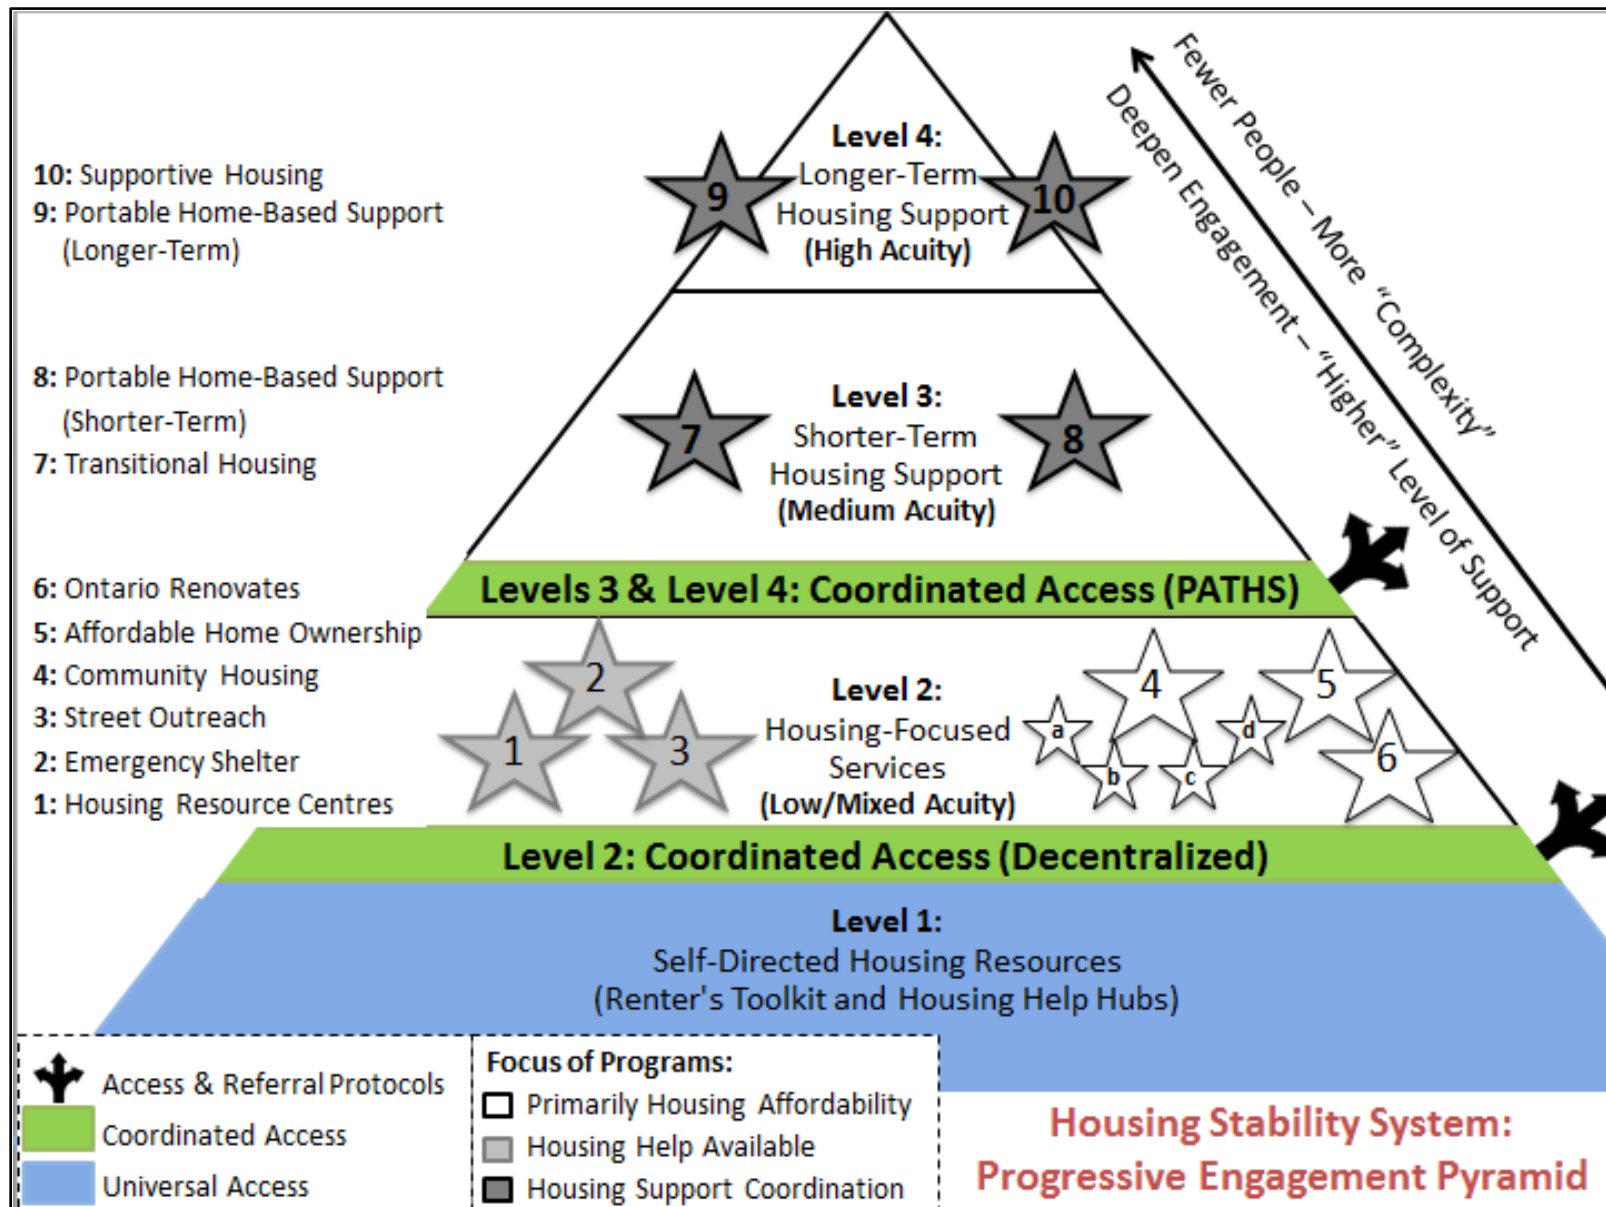 10: Supportive Housing
9: Portable Home-Based Support
(Longer-Term)
8: Portable Home-Based Support
(Shorter-Term)
7: Transitional Housing
6: Ontario Renovates
5: Affordable Home Ownership
4: Community Housing
3: Street Outreach
2: Emergency Shelter
1: Housing Resource Centres
Level 4:
Longer-Term
Housing Support
(High Acuity)
9
10
Level 3:
Shorter-Term
Housing Support
(Medium Acuity)
7
8
Levels 3 & Level 4: Coordinated Access (PATHS)
1
2
3
Level 2:
Housing-Focused
Services
(Low/Mixed Acuity)
4
5
6
a
b
c
d
Level 2: Coordinated Access (Decentralized)
Level 1:
Self-Directed Housing Resources
(Renter's Toolkit and Housing Help Hubs)
Fewer People – More “Complexity”
Deepen Engagement – “Higher” Level of Support
Access & Referral Protocols
Coordinated Access
Universal Access
Focus of Programs:
Primarily Housing Affordability
Housing Help Available
Housing Support Coordination
Housing Stability System:
Progressive Engagement Pyramid